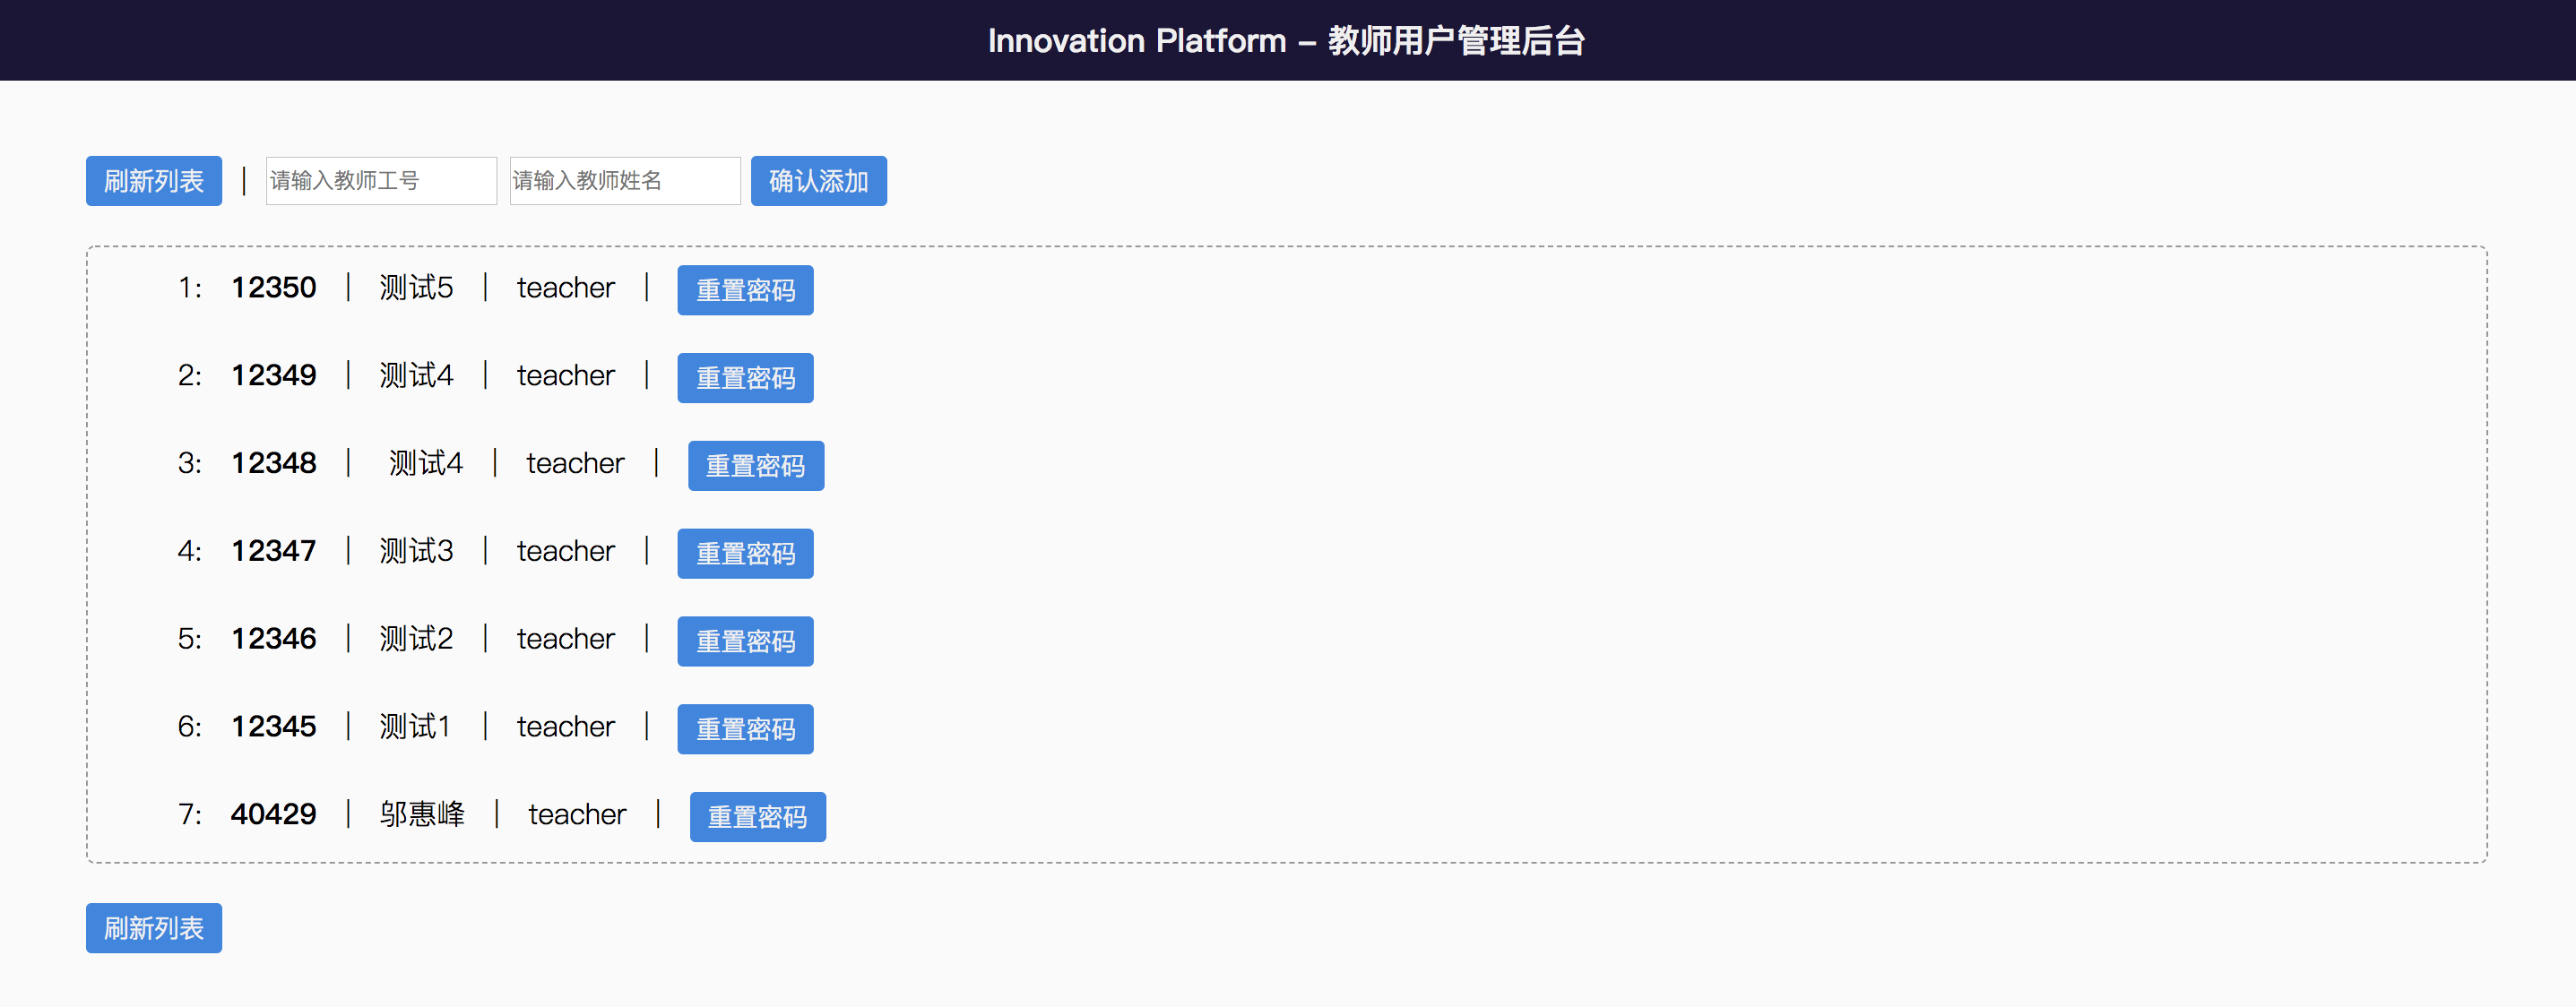 Innovation Platform - 教师用户管理后台
刷新列表 | 请输入教师工号 请输入教师姓名 确认添加
1: 12350 | 测试5 | teacher | 重置密码
2: 12349 | 测试4 | teacher | 重置密码
3: 12348 | 测试4 | teacher | 重置密码
4: 12347 | 测试3 | teacher | 重置密码
5: 12346 | 测试2 | teacher | 重置密码
6: 12345 | 测试1 | teacher | 重置密码
7: 40429 | 邬惠峰 | teacher | 重置密码
刷新列表